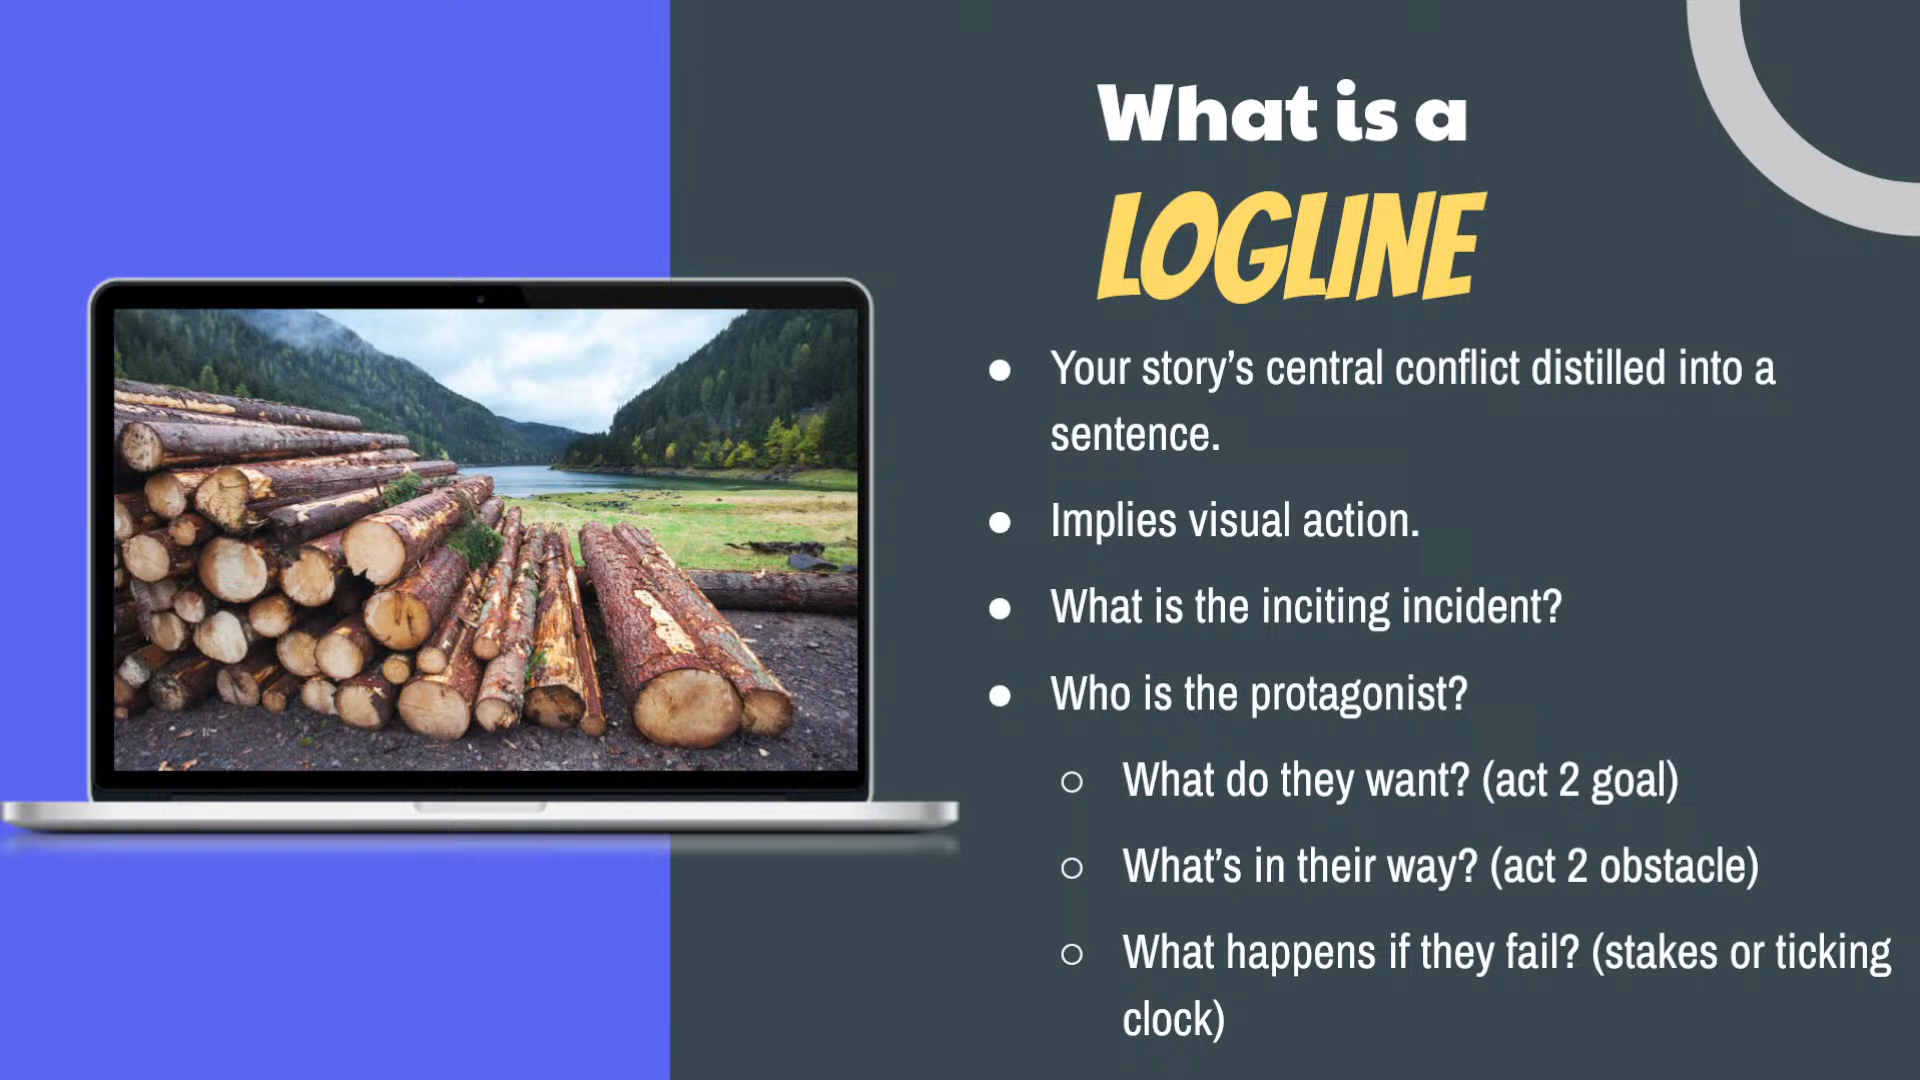 What is a
LOGLINE
● Your story’s central conflict distilled into a
sentence.
● Implies visual action.
● What is the inciting incident?
● Who is the protagonist?
○ What do they want? (act 2 goal)
○ What’s in their way? (act 2 obstacle)
○ What happens if they fail? (stakes or ticking
clock)